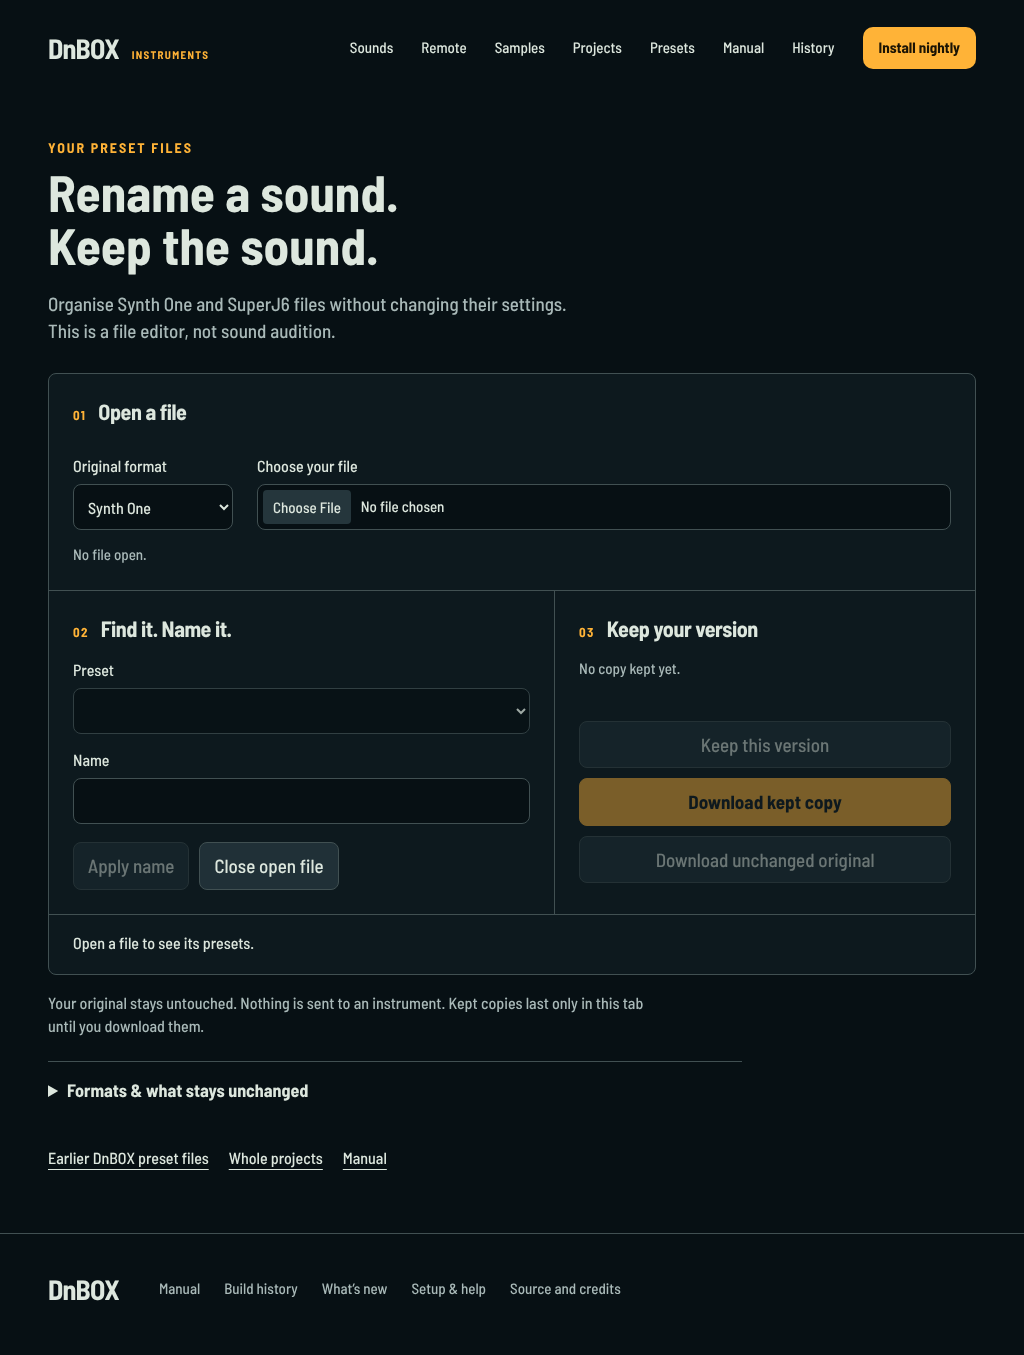 DnBOX INSTRUMENTS
Sounds Remote Samples Projects Presets Manual History Install nightly
YOUR PRESET FILES
Rename a sound.
Keep the sound.
Organise Synth One and SuperJ6 files without changing their settings.
This is a file editor, not sound audition.
01 Open a file
Original format Choose your file
Synth One Choose File No file chosen
No file open.
02 Find it. Name it.
Preset
Name
Apply name Close open file
03 Keep your version
No copy kept yet.
Keep this version
Download kept copy
Download unchanged original
Open a file to see its presets.
Your original stays untouched. Nothing is sent to an instrument. Kept copies last only in this tab
until you download them.
Formats & what stays unchanged
Earlier DnBOX preset files Whole projects Manual
DnBOX Manual Build history What's new Setup & help Source and credits